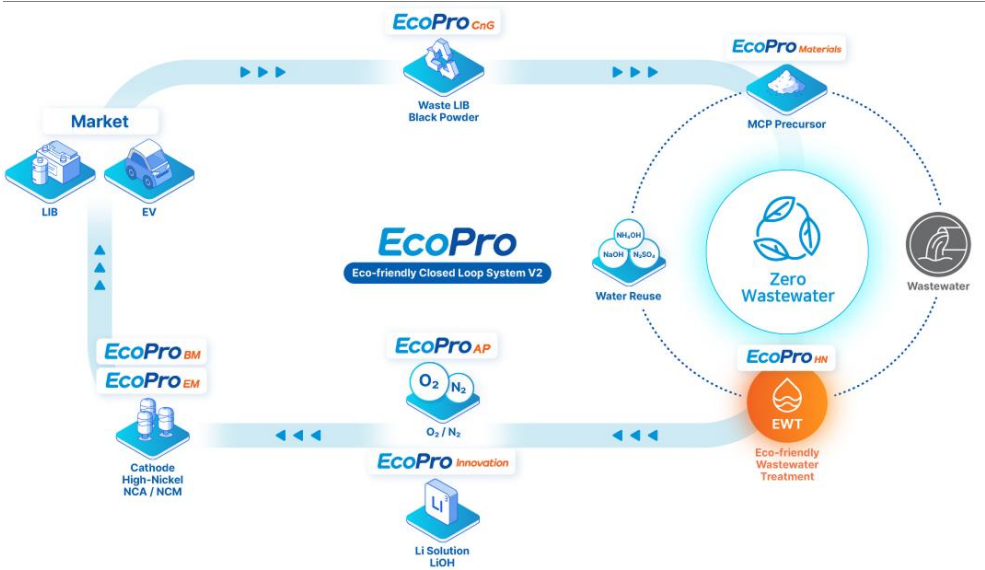 EcoPro CnG
Waste LIB
Black Powder
EcoPro Materials
MCP Precursor
Market
LIB
EV
EcoPro
Eco-friendly Closed Loop System V2
NH₄OH
NaOH
N₂SO₄
Water Reuse
Zero
Wastewater
Wastewater
EcoPro BM
EcoPro EM
Cathode
High-Nickel
NCA / NCM
EcoPro AP
O₂
N₂
O₂ / N₂
EcoPro Innovation
Li
Li Solution
LiOH
EcoPro HN
EWT
Eco-friendly
Wastewater
Treatment